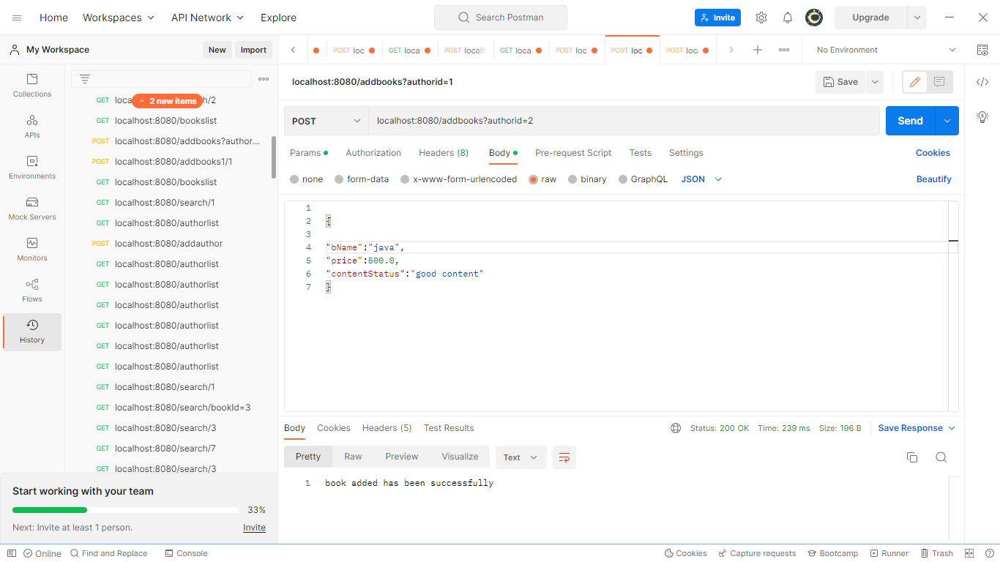 Home Workspaces API Network Explore Search Postman Invite Upgrade
My Workspace New Import
POST loc GET loca POST localh GET loca POST loc POST loc POST loca No Environment
Collections
APIs
Environments
Mock Servers
Monitors
Flows
History
2 new items
GET loca h/2
GET localhost:8080/bookslist
POST localhost:8080/addbooks?author...
POST localhost:8080/addbooks1/1
GET localhost:8080/bookslist
GET localhost:8080/search/1
GET localhost:8080/authorlist
POST localhost:8080/addauthor
GET localhost:8080/authorlist
GET localhost:8080/authorlist
GET localhost:8080/authorlist
GET localhost:8080/authorlist
GET localhost:8080/authorlist
GET localhost:8080/authorlist
GET localhost:8080/search/1
GET localhost:8080/search/bookId=3
GET localhost:8080/search/3
GET localhost:8080/search/7
GET localhost:8080/search/3
Start working with your team
33%
Next: Invite at least 1 person. Invite
localhost:8080/addbooks?authorid=1 Save
POST localhost:8080/addbooks?authorid=2 Send
Params Authorization Headers (8) Body Pre-request Script Tests Settings Cookies
none form-data x-www-form-urlencoded raw binary GraphQL JSON Beautify
1
2 {
3
4 "bName":"java",
5 "price":500.0,
6 "contentStatus":"good content"
7 }
Body Cookies Headers (5) Test Results Status: 200 OK Time: 239 ms Size: 196 B Save Response
Pretty Raw Preview Visualize Text
1 book added has been successfully
Online Find and Replace Console Cookies Capture requests Bootcamp Runner Trash